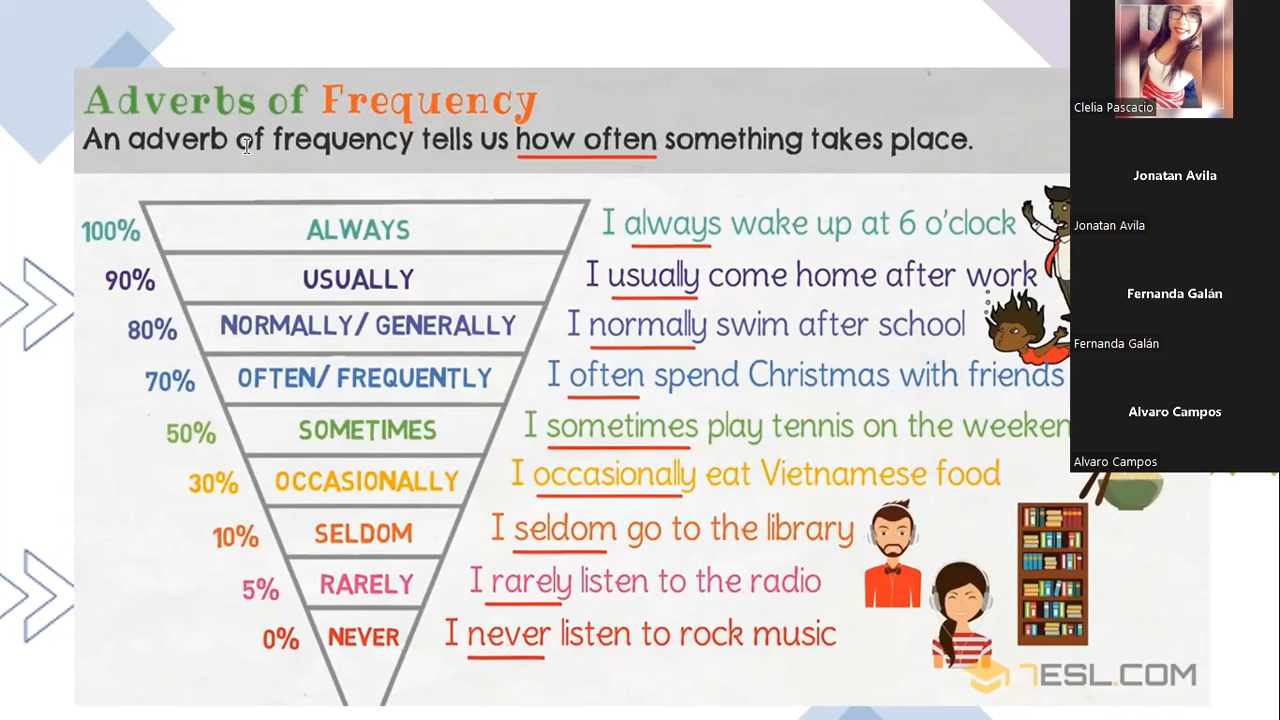 Adverbs of Frequency
An adverb of frequency tells us how often something takes place.
100% ALWAYS I always wake up at 6 o'clock
90% USUALLY I usually come home after work
80% NORMALLY/ GENERALLY I normally swim after school
70% OFTEN/ FREQUENTLY I often spend Christmas with friends
50% SOMETIMES I sometimes play tennis on the weeken
30% OCCASIONALLY I occasionally eat Vietnamese food
10% SELDOM I seldom go to the library
5% RARELY I rarely listen to the radio
0% NEVER I never listen to rock music
7ESL.COM
Clelia Pascacio
Jonatan Avila
Jonatan Avila
Fernanda Galán
Fernanda Galán
Alvaro Campos
Alvaro Campos